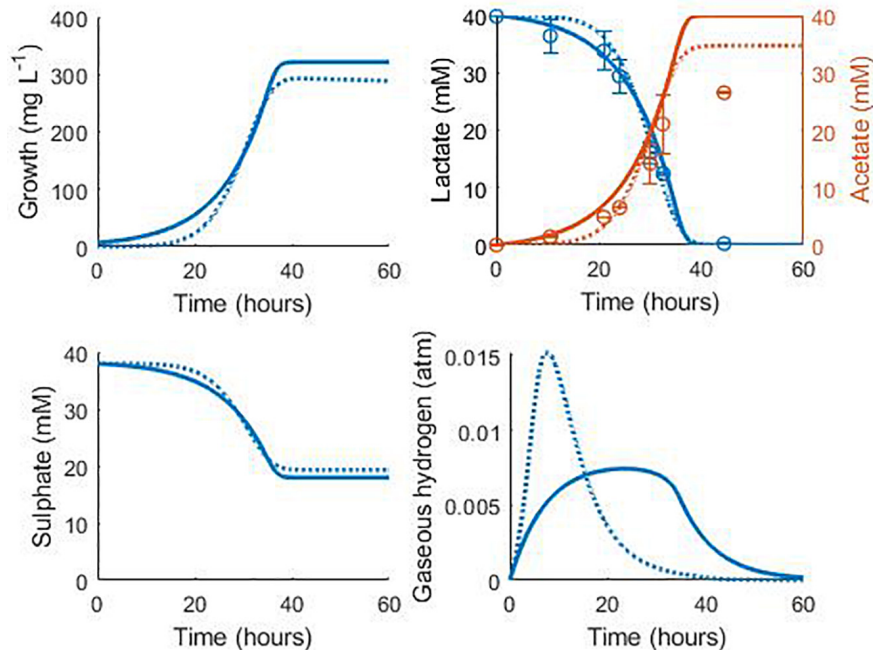 Growth (mg L⁻¹)
400
300
200
100
0
0 20 40 60
Time (hours)
Lactate (mM)
40
30
20
10
0
0 20 40 60
Time (hours)
40
30
20
10
0
Acetate (mM)
Sulphate (mM)
40
30
20
10
0
0 20 40 60
Time (hours)
Gaseous hydrogen (atm)
0.015
0.01
0.005
0
0 20 40 60
Time (hours)